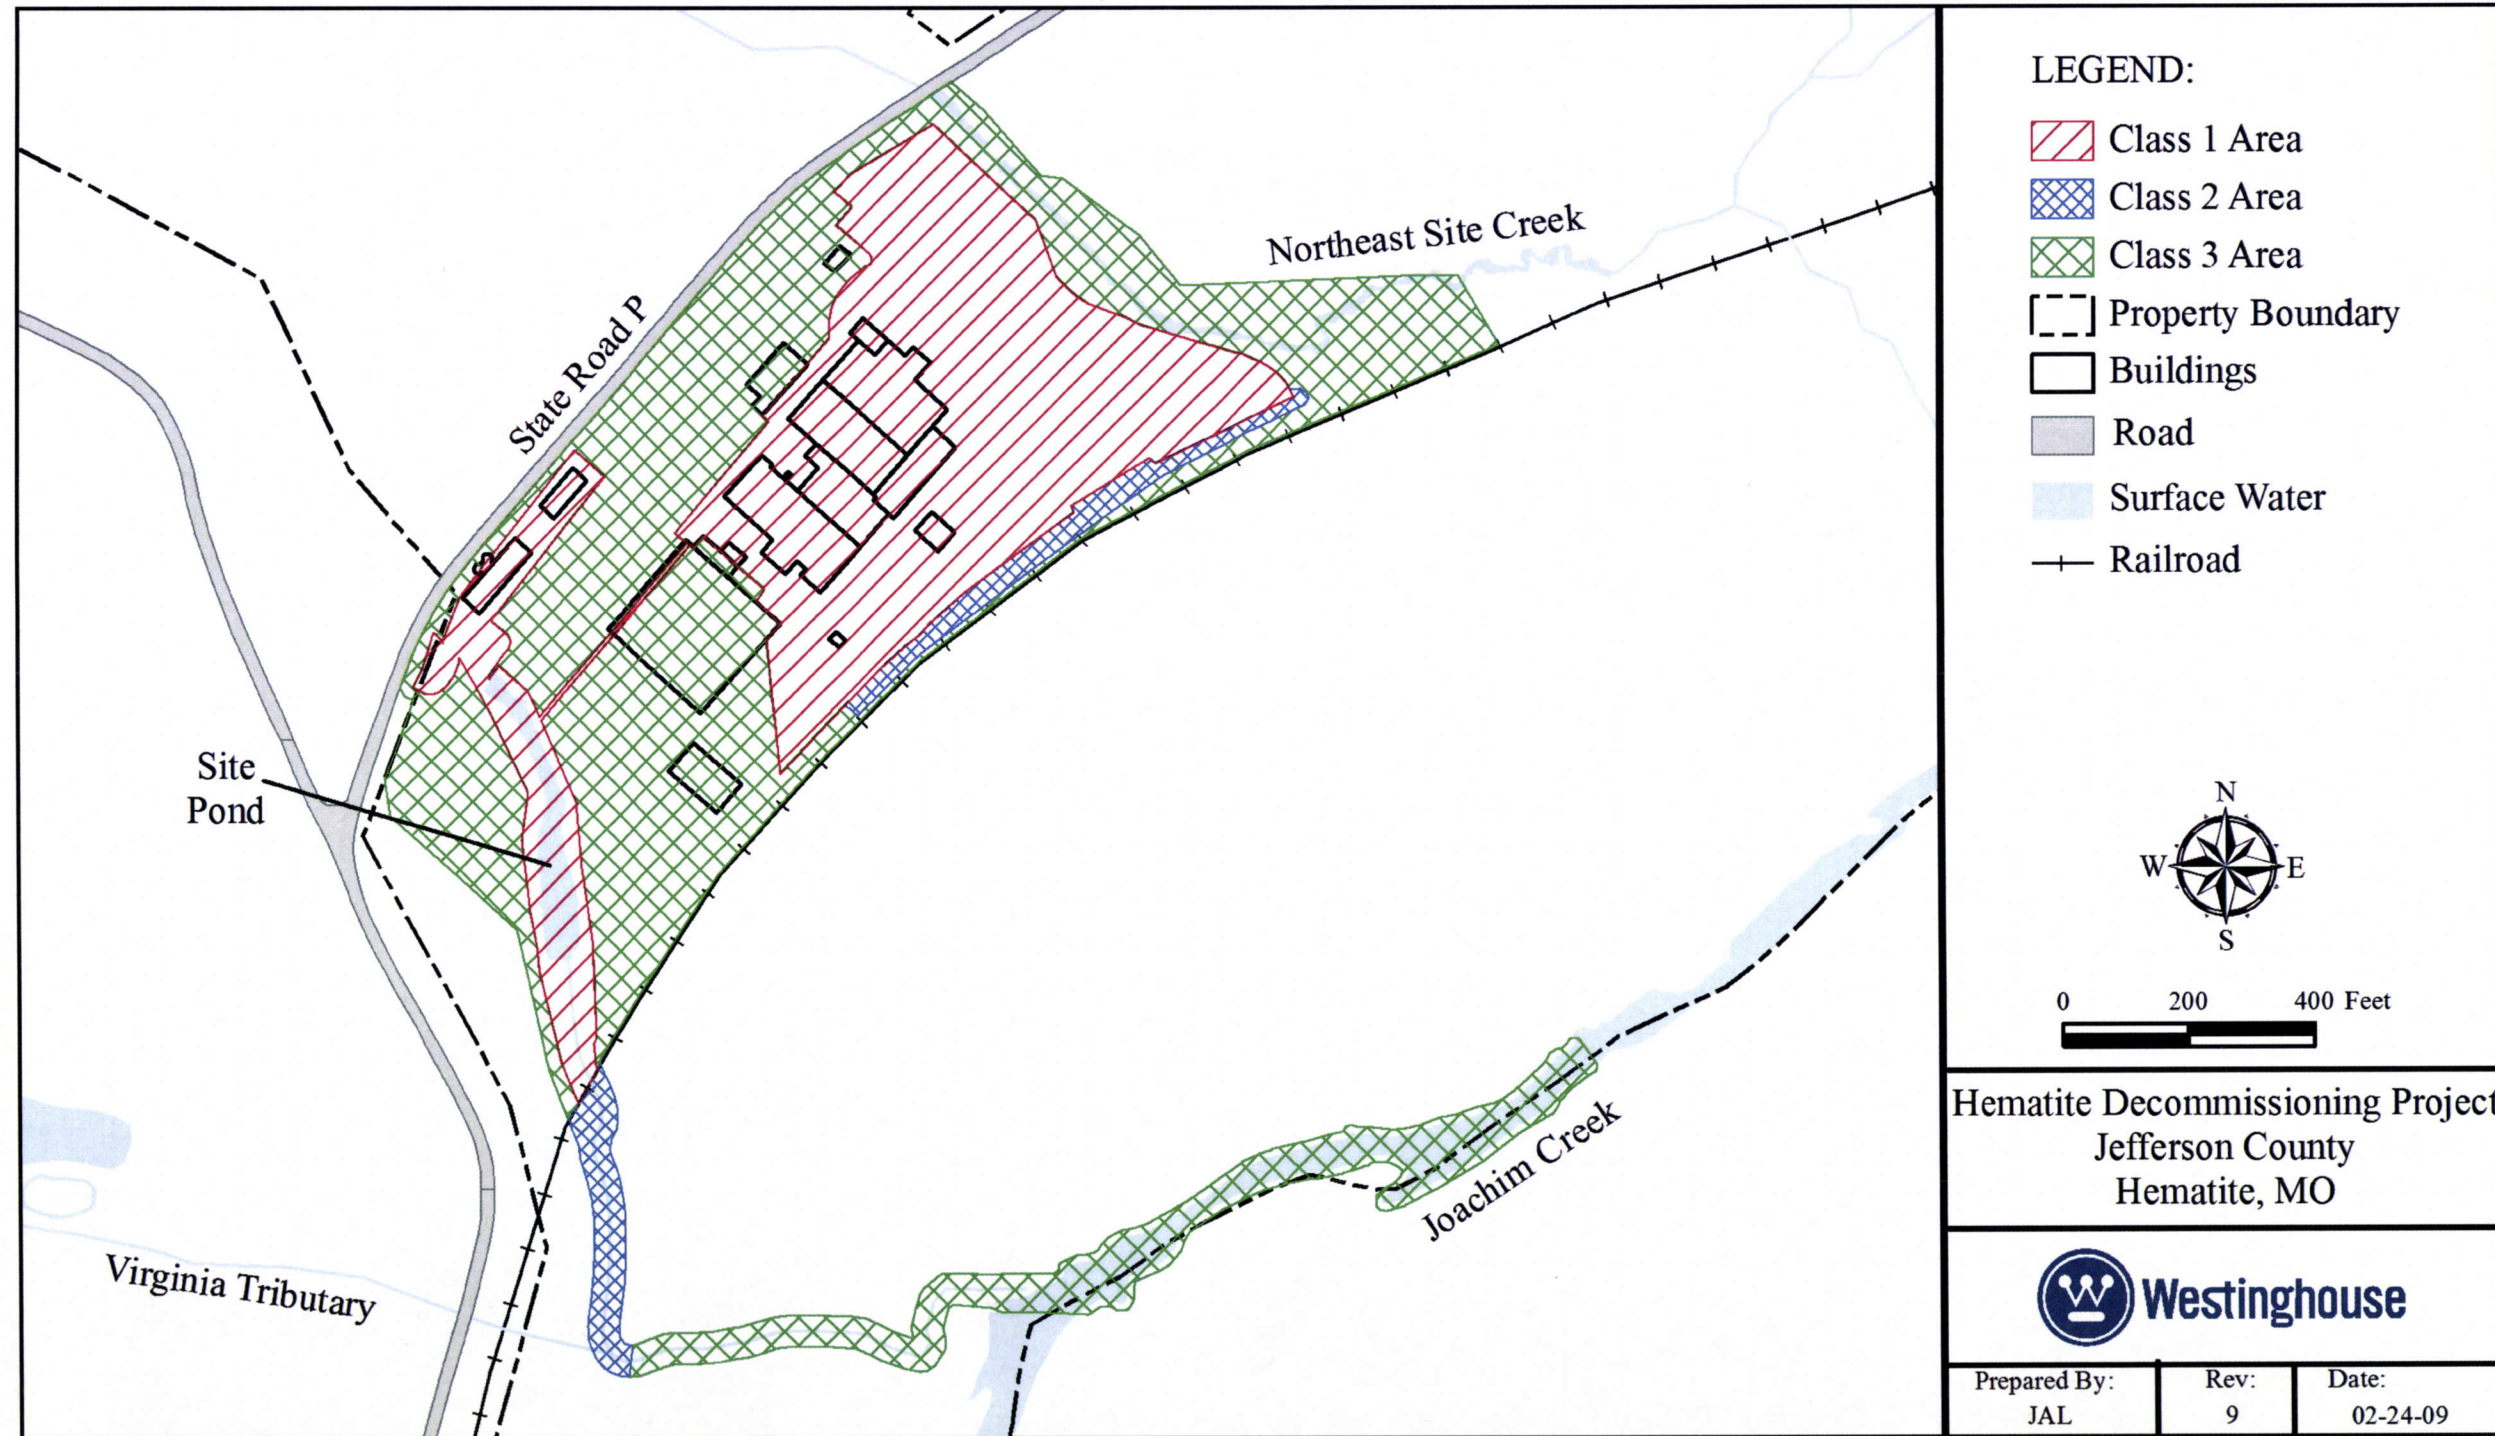 State Road P
Northeast Site Creek
Site
Pond
Virginia Tributary
Joachim Creek
LEGEND:
Class 1 Area
Class 2 Area
Class 3 Area
Property Boundary
Buildings
Road
Surface Water
Railroad
N
W
E
S
0 200 400 Feet
Hematite Decommissioning Project
Jefferson County
Hematite, MO
Westinghouse
Prepared By:
JAL
Rev:
9
Date:
02-24-09